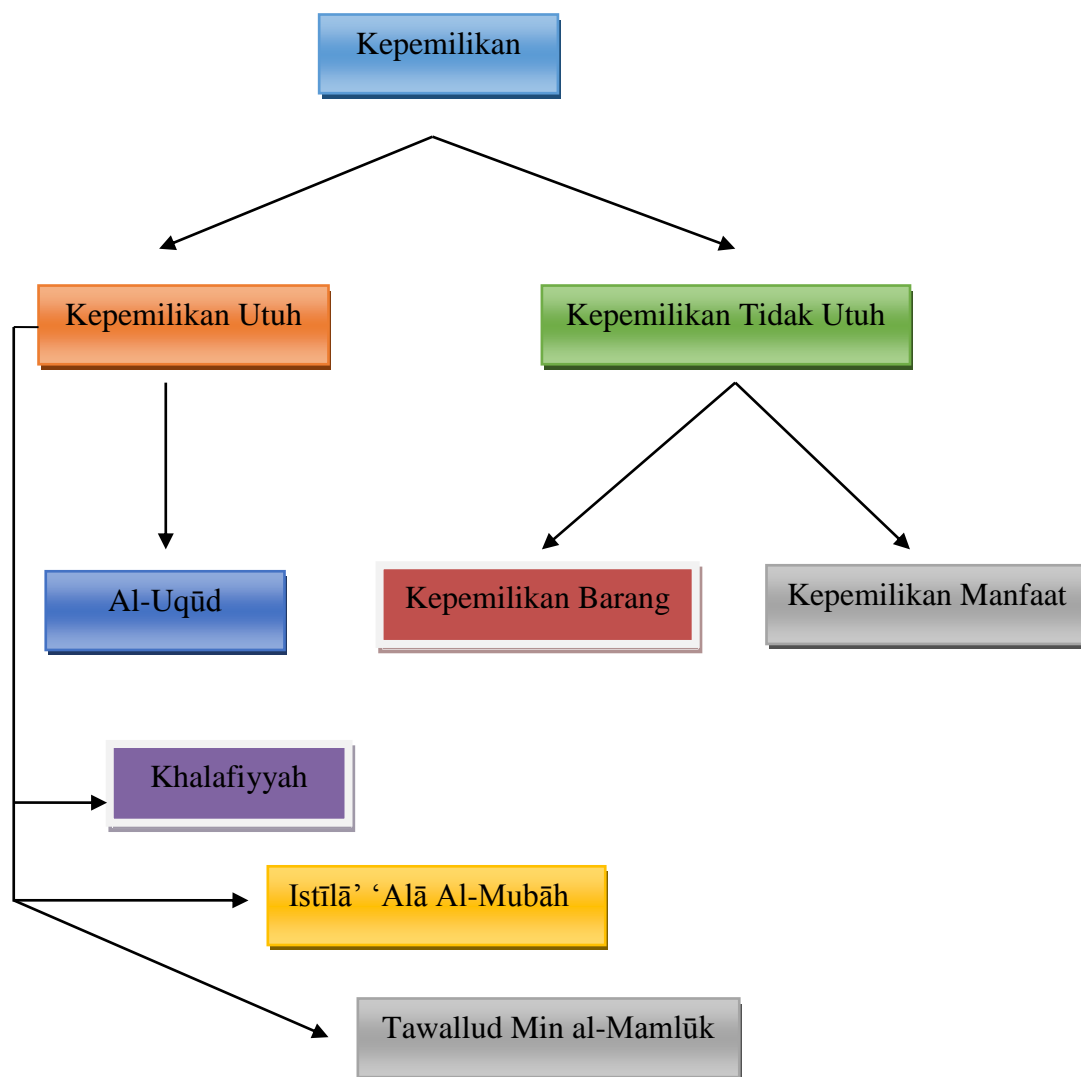 Kepemilikan
Kepemilikan Utuh
Kepemilikan Tidak Utuh
Al-Uqūd
Kepemilikan Barang
Kepemilikan Manfaat
Khalafiyyah
Istīlā’ ‘Alā Al-Mubāh
Tawallud Min al-Mamlūk